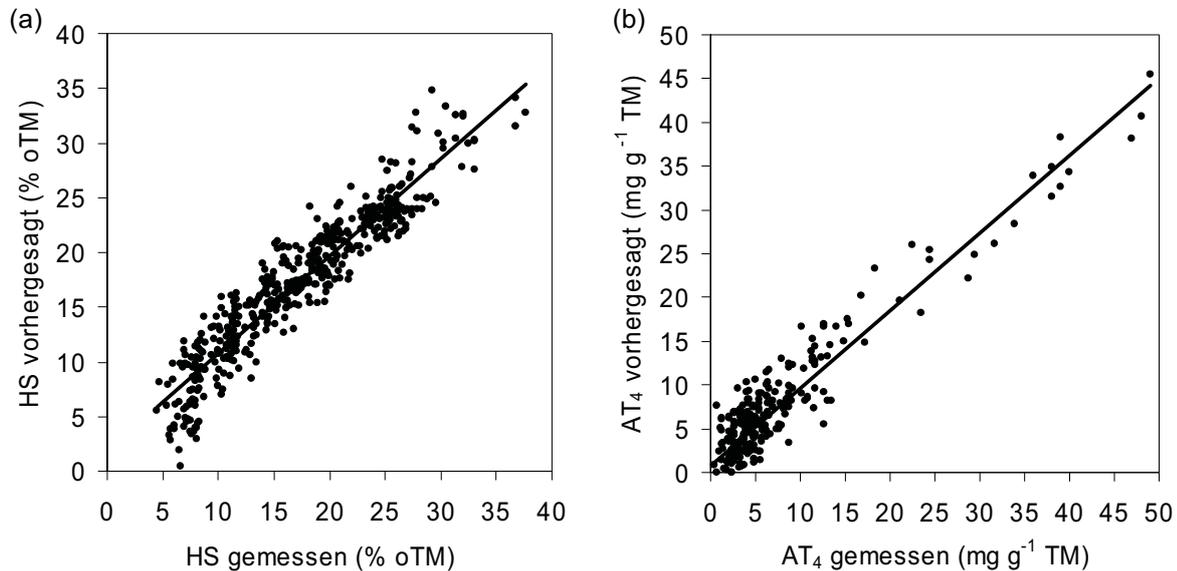 (a)
40
35
30
25
20
15
10
5
0
HS vorhergesagt (% oTM)
0 5 10 15 20 25 30 35 40
HS gemessen (% oTM)
(b)
50
45
40
35
30
25
20
15
10
5
0
AT₄ vorhergesagt (mg g⁻¹ TM)
0 5 10 15 20 25 30 35 40 45 50
AT₄ gemessen (mg g⁻¹ TM)